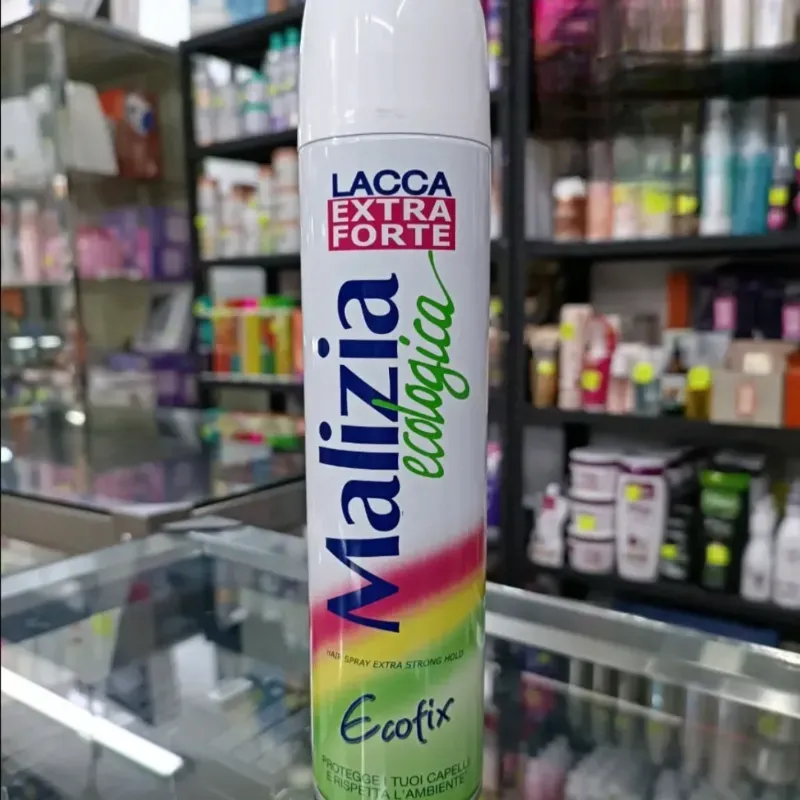 LACCA
EXTRA
FORTE
Malizia
ecologica
HAIR SPRAY EXTRA STRONG HOLD
Ecofix
PROTEGGE I TUOI CAPELLI
E RISPETTA L'AMBIENTE